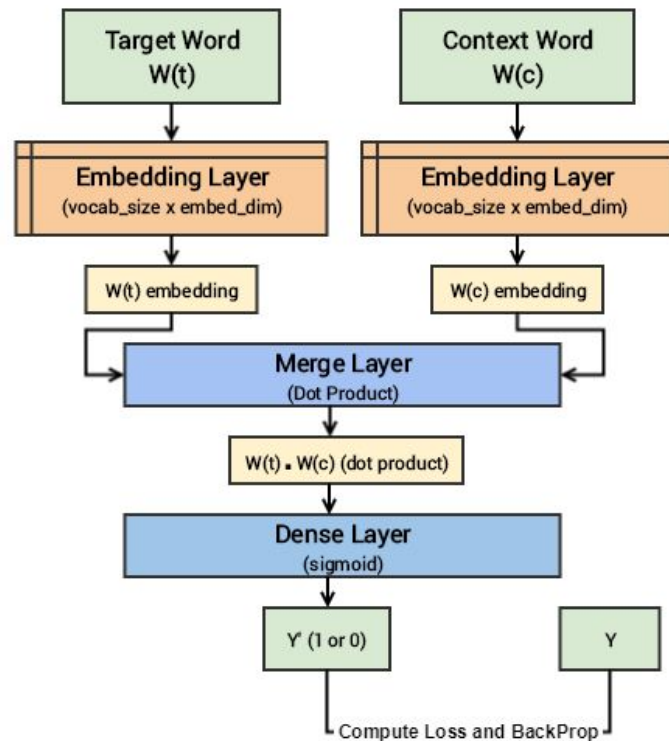 Target Word
W(t)
Context Word
W(c)
Embedding Layer
(vocab_size x embed_dim)
Embedding Layer
(vocab_size x embed_dim)
W(t) embedding
W(c) embedding
Merge Layer
(Dot Product)
W(t) . W(c) (dot product)
Dense Layer
(sigmoid)
Y' (1 or 0)
Y
Compute Loss and BackProp